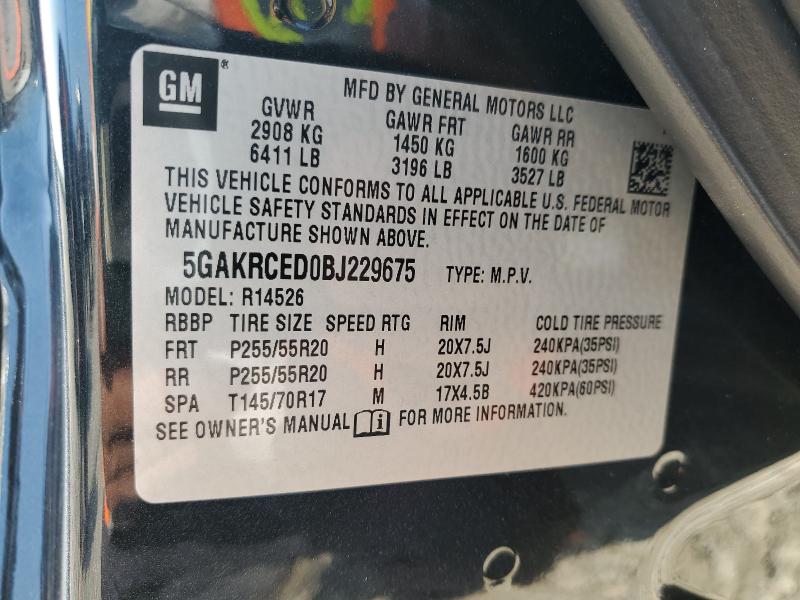 GM ®
MFD BY GENERAL MOTORS LLC
GVWR GAWR FRT GAWR RR
2908 KG 1450 KG 1600 KG
6411 LB 3196 LB 3527 LB
THIS VEHICLE CONFORMS TO ALL APPLICABLE U.S. FEDERAL MOTOR
VEHICLE SAFETY STANDARDS IN EFFECT ON THE DATE OF
MANUFACTURE SHOWN ABOVE.
5GAKRCED0BJ229675 TYPE: M.P.V.
MODEL: R14526
RBBP TIRE SIZE SPEED RTG RIM COLD TIRE PRESSURE
FRT P255/55R20 H 20X7.5J 240KPA(35PSI)
RR P255/55R20 H 20X7.5J 240KPA(35PSI)
SPA T145/70R17 M 17X4.5B 420KPA(60PSI)
SEE OWNER'S MANUAL i FOR MORE INFORMATION.